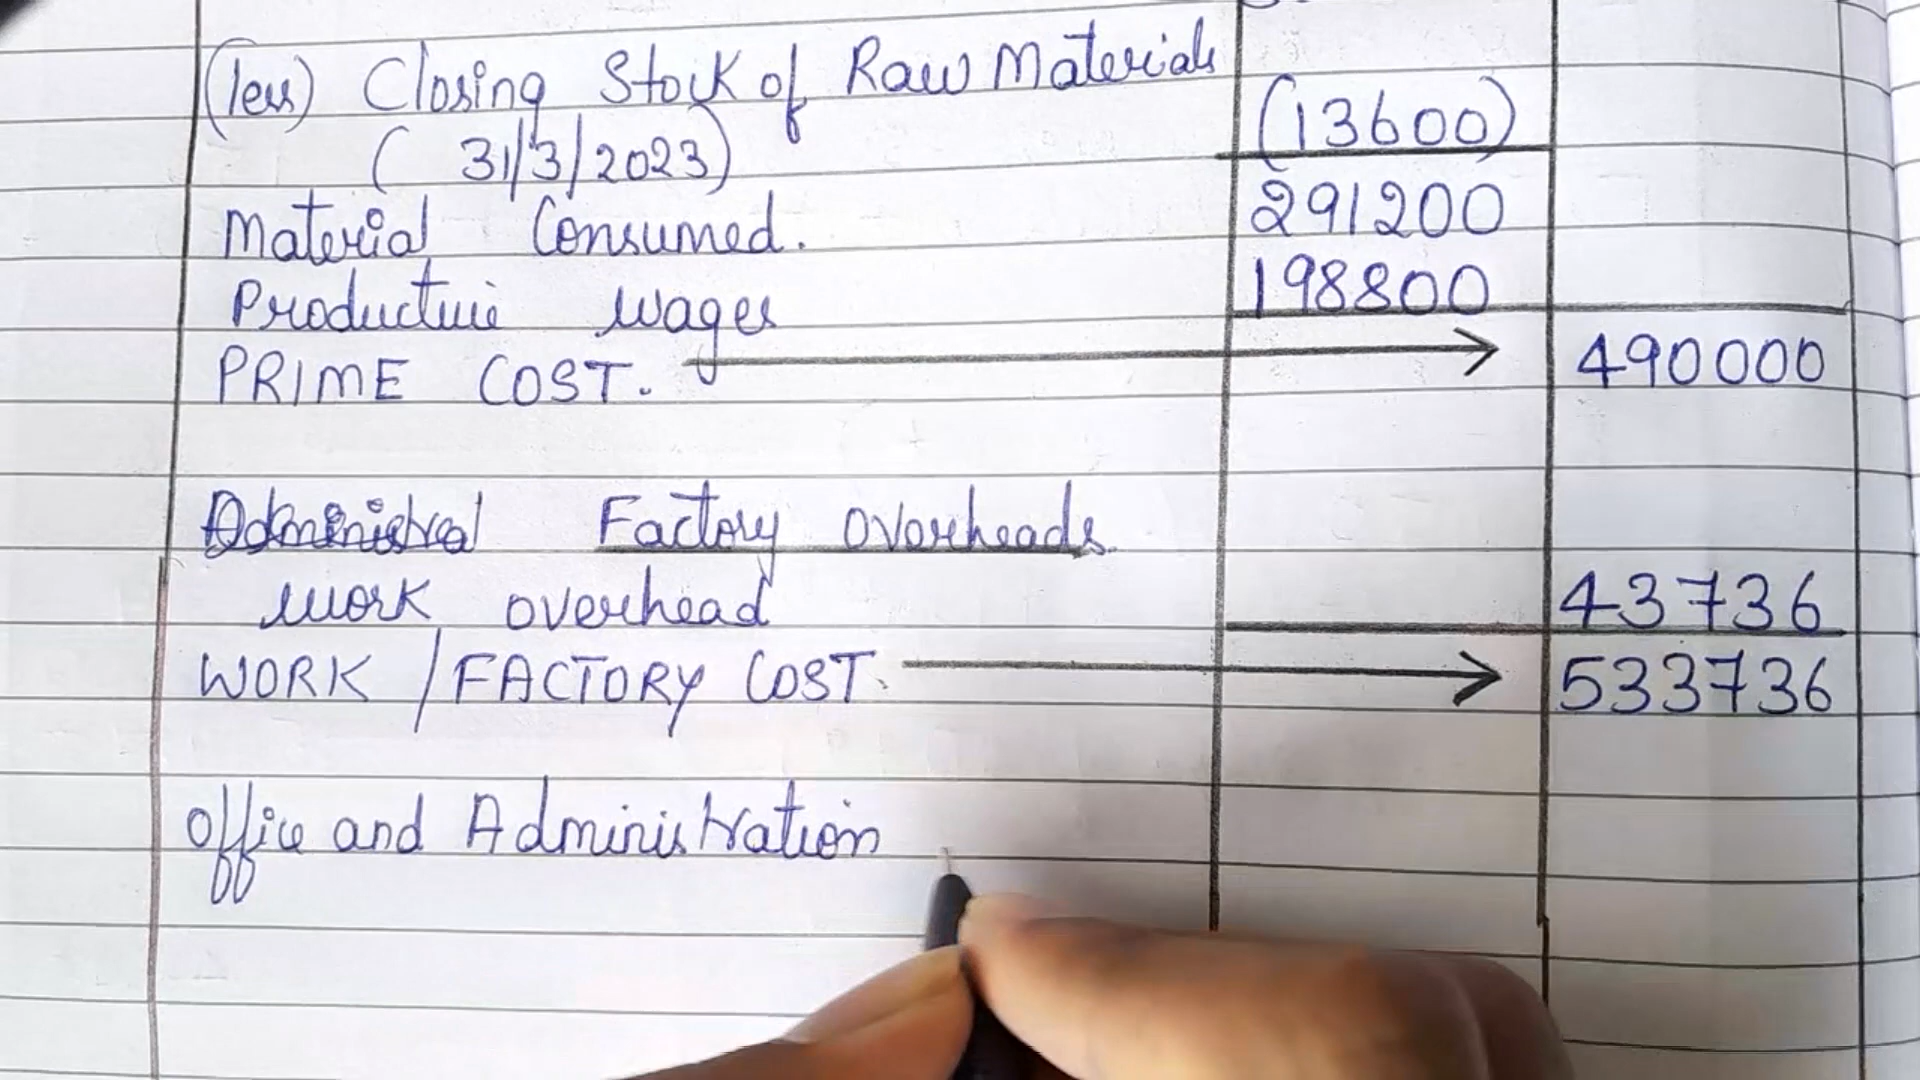 (less) Closing Stock of Raw Materials (13600)
( 31/3/2023)
Material Consumed. 291200
Productive wages 198800
PRIME COST. → 490000
Administra Factory overheads
work overhead 43736
WORK / FACTORY COST → 533736
office and Administration